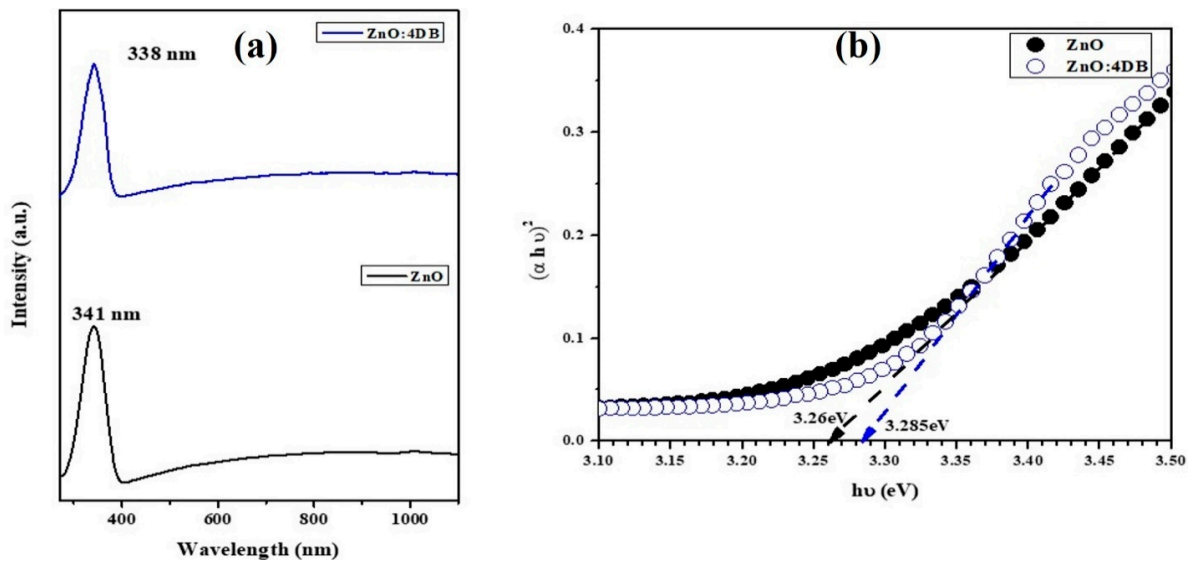 (a)
ZnO:4DB
338 nm
ZnO
341 nm
Intensity (a.u.)
400
600
800
1000
Wavelength (nm)
(b)
ZnO
ZnO:4DB
0.4
0.3
0.2
0.1
0.0
(α h υ)²
3.26eV
3.285eV
3.10
3.15
3.20
3.25
3.30
3.35
3.40
3.45
3.50
hυ (eV)